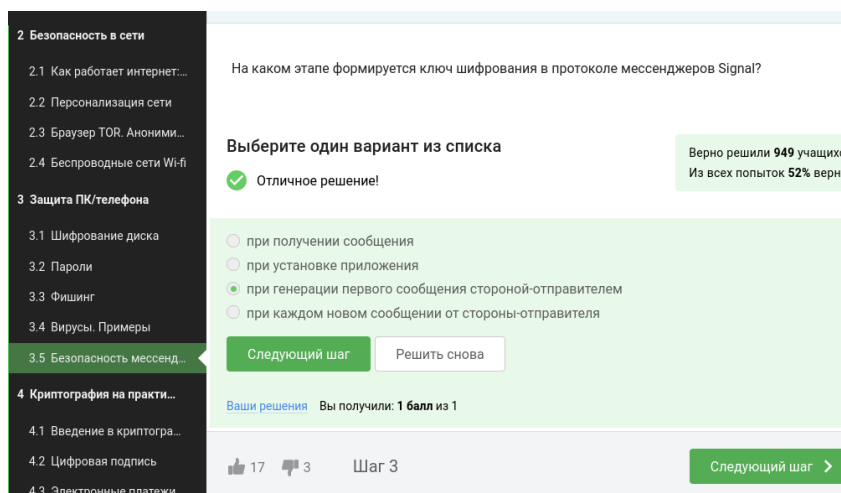 2 Безопасность в сети
2.1 Как работает интернет:...
2.2 Персонализация сети
2.3 Браузер TOR. Аноними...
2.4 Беспроводные сети Wi-fi
3 Защита ПК/телефона
3.1 Шифрование диска
3.2 Пароли
3.3 Фишинг
3.4 Вирусы. Примеры
3.5 Безопасность мессенд...
4 Криптография на практи...
4.1 Введение в криптогра...
4.2 Цифровая подпись
4.3 Электронные платежи
На каком этапе формируется ключ шифрования в протоколе мессенджеров Signal?
Выберите один вариант из списка
Отличное решение!
Верно решили 949 учащихс
Из всех попыток 52% верн
при получении сообщения
при установке приложения
при генерации первого сообщения стороной-отправителем
при каждом новом сообщении от стороны-отправителя
Следующий шаг
Решить снова
Ваши решения Вы получили: 1 балл из 1
17 3 Шаг 3
Следующий шаг